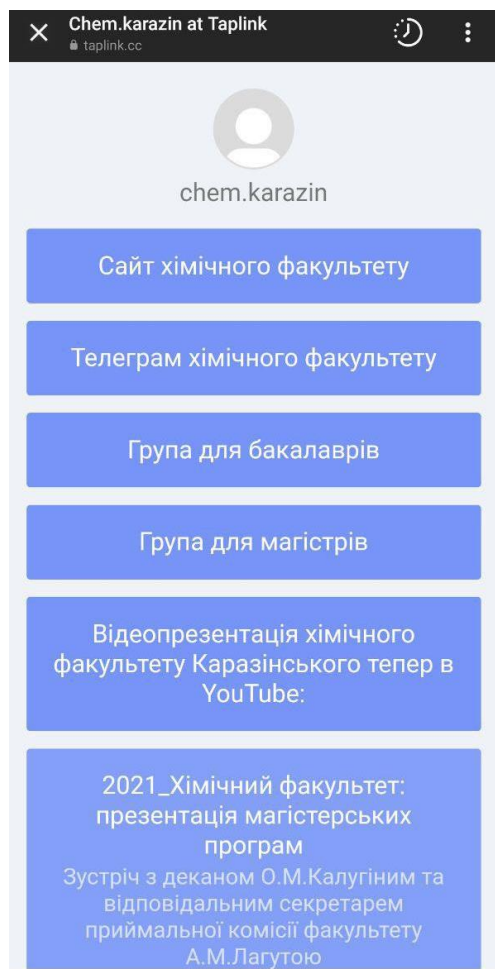 Chem.karazin at Taplink
taplink.cc
chem.karazin
Сайт хімічного факультету
Телеграм хімічного факультету
Група для бакалаврів
Група для магістрів
Відеопрезентація хімічного
факультету Каразінського тепер в
YouTube:
2021_Хімічний факультет:
презентація магістерських
програм
Зустріч з деканом О.М.Калугіним та
відповідальним секретарем
приймальної комісії факультету
А.М.Лагутою